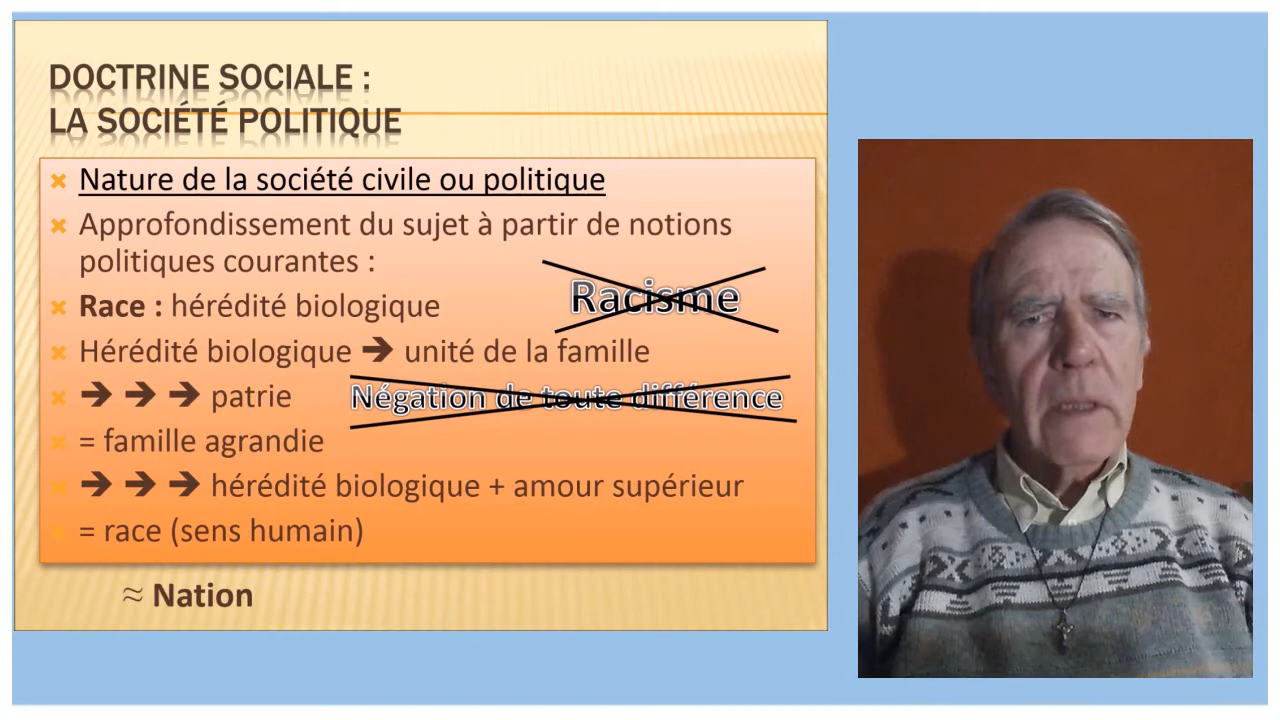 DOCTRINE SOCIALE :
LA SOCIÉTÉ POLITIQUE
Nature de la société civile ou politique
Approfondissement du sujet à partir de notions
politiques courantes :
Race : hérédité biologique
Racisme
Hérédité biologique ➔ unité de la famille
➔ ➔ ➔ patrie
Négation de toute différence
= famille agrandie
➔ ➔ ➔ hérédité biologique + amour supérieur
= race (sens humain)
≈ Nation